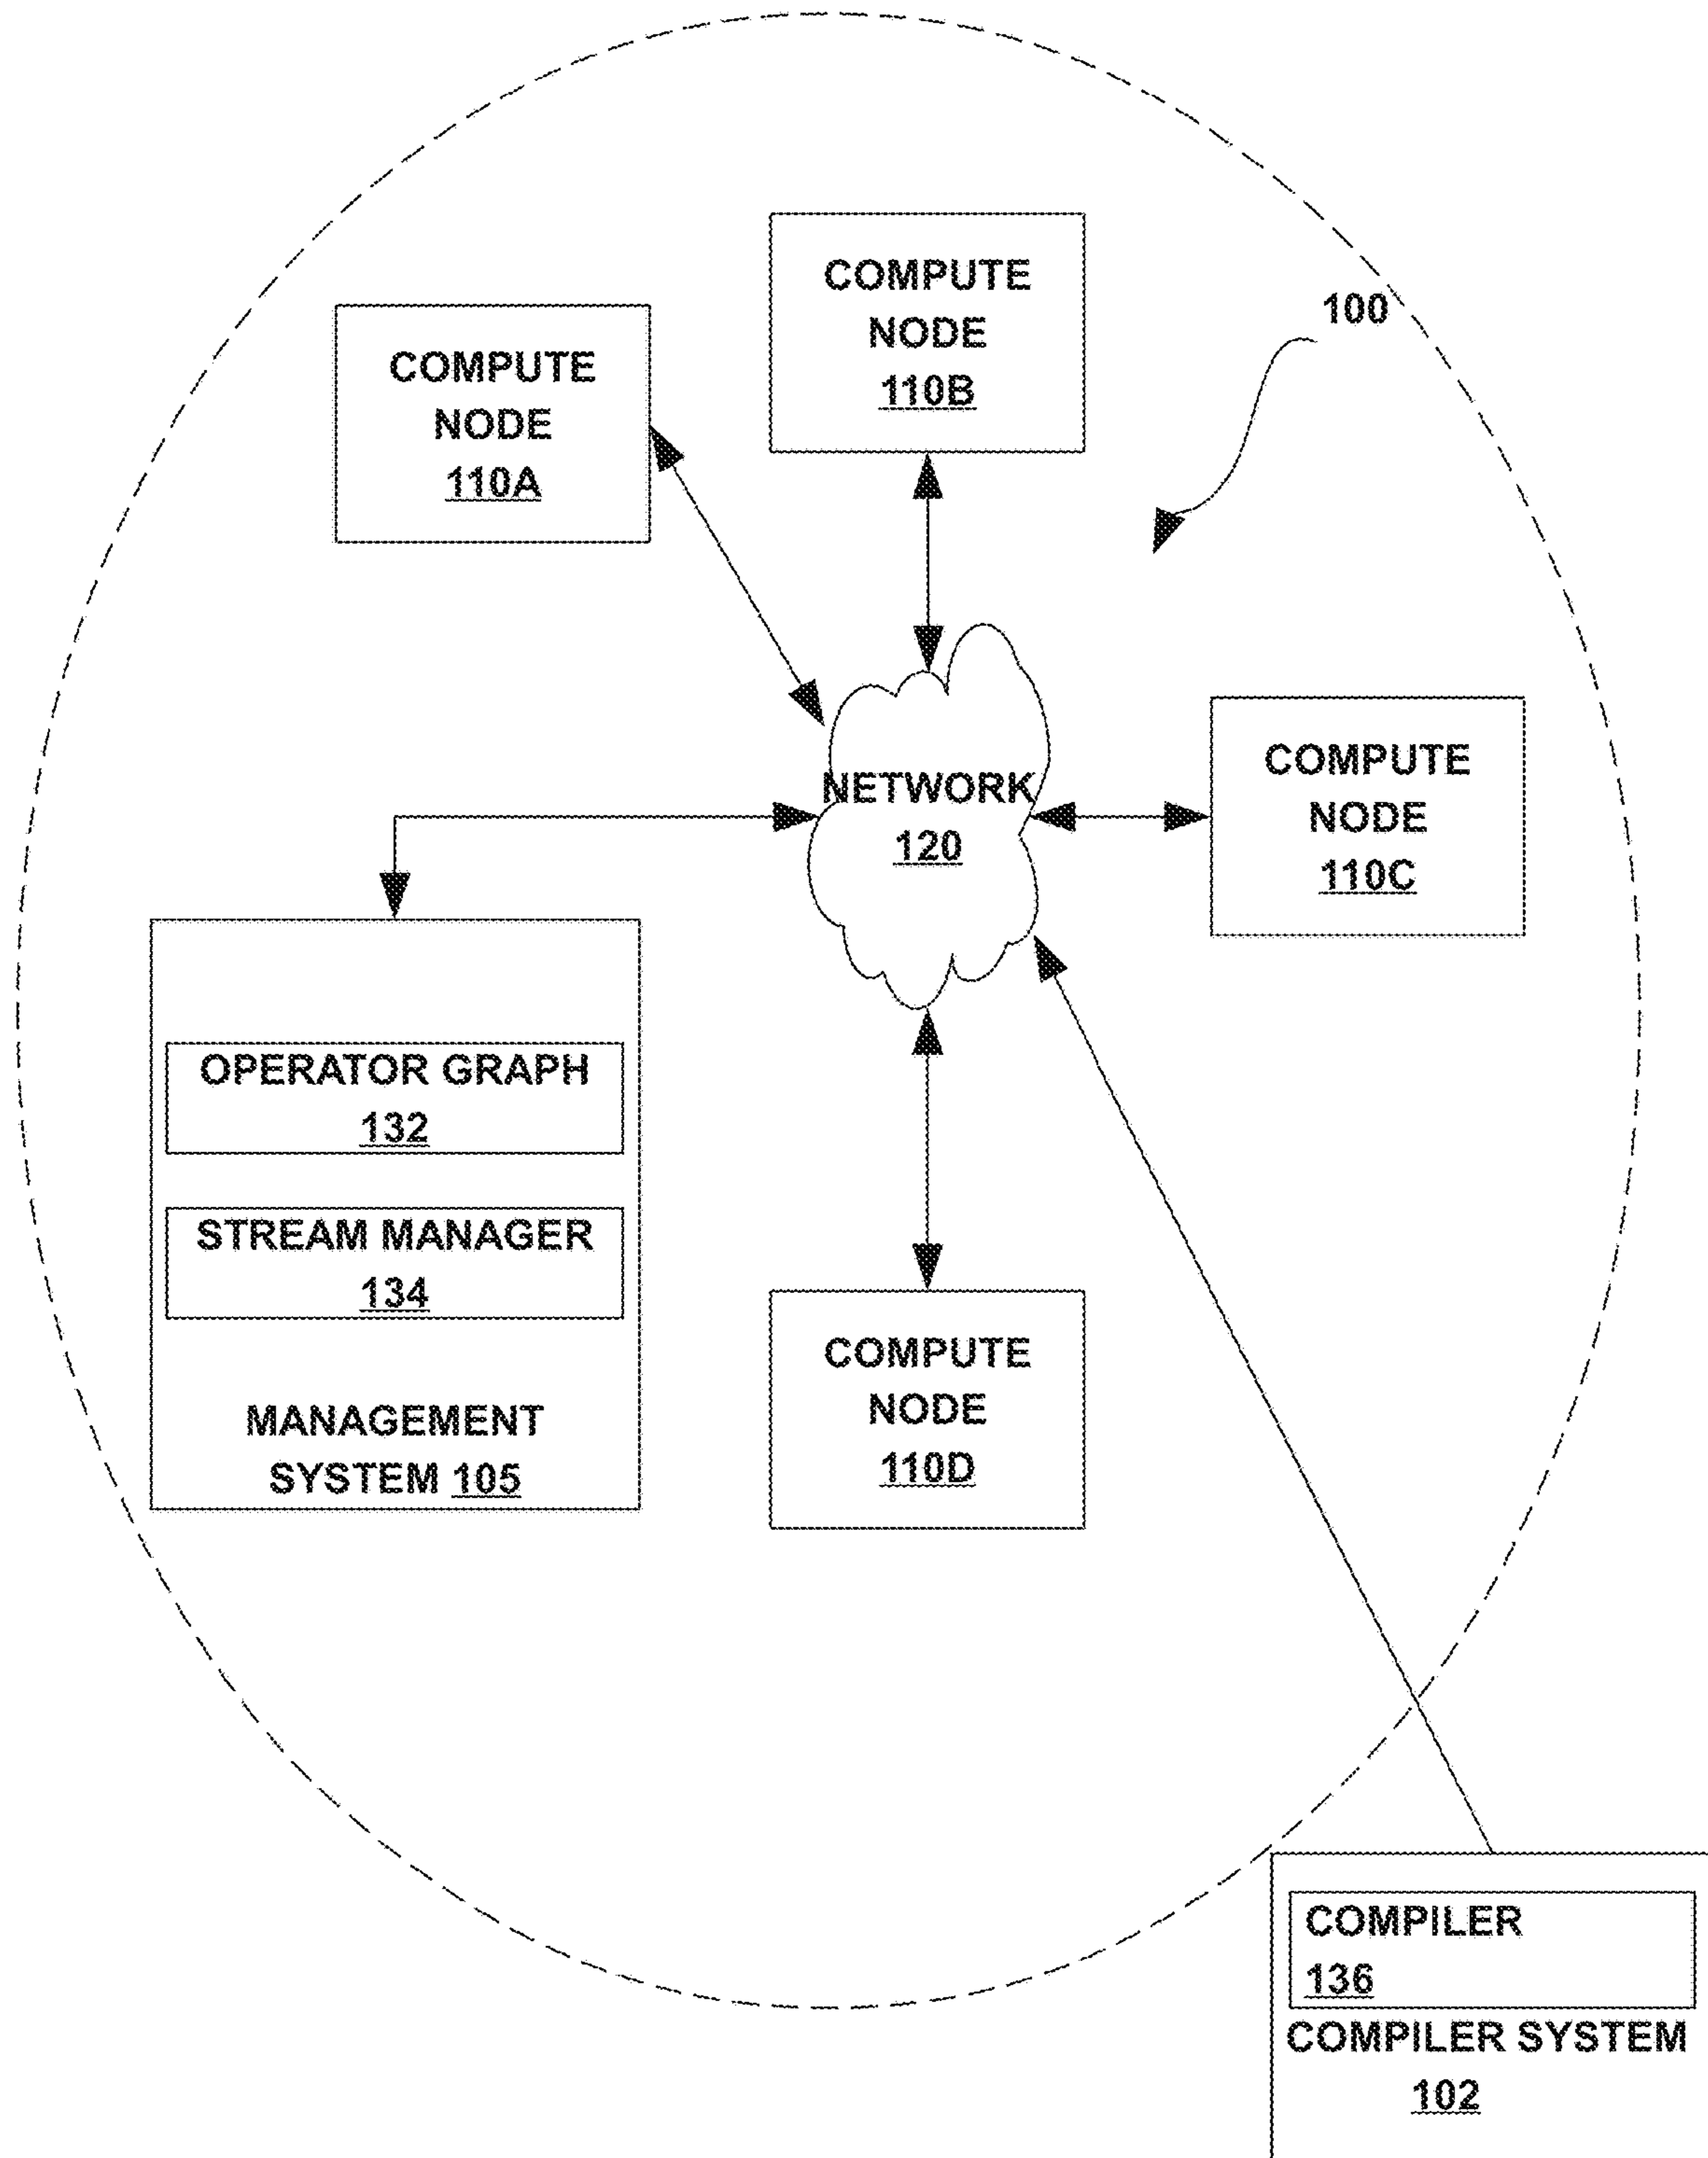 COMPUTE
NODE
110B
100
COMPUTE
NODE
110A
NETWORK
120
COMPUTE
NODE
110C
OPERATOR GRAPH
132
STREAM MANAGER
134
MANAGEMENT
SYSTEM 105
COMPUTE
NODE
110D
COMPILER
136
COMPILER SYSTEM
102